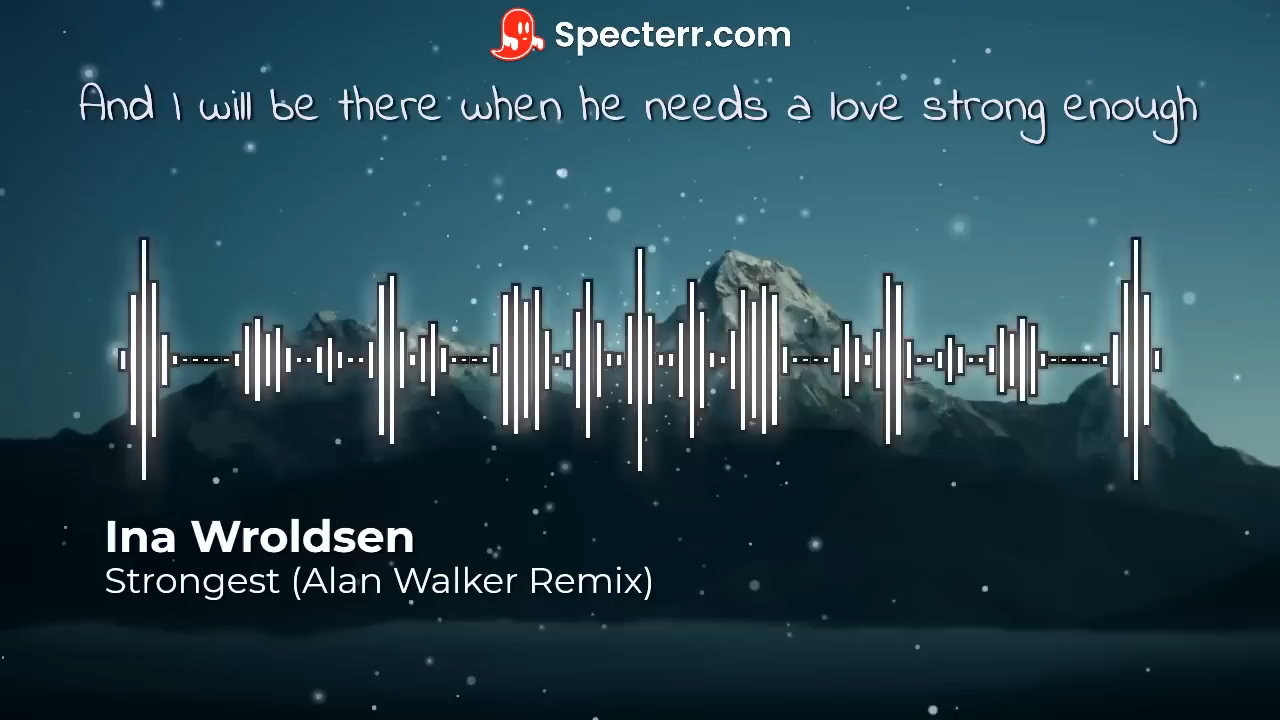 Specterr.com
And I will be there when he needs a love strong enough
Ina Wroldsen
Strongest (Alan Walker Remix)